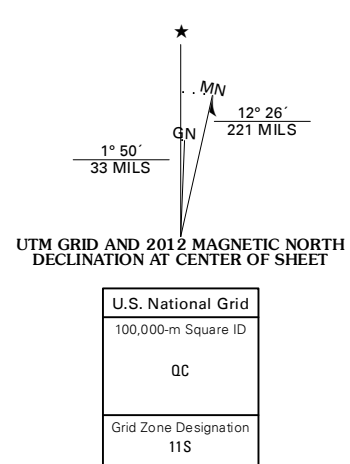 ★
MN
12° 26´
221 MILS
GN
1° 50´
33 MILS
UTM GRID AND 2012 MAGNETIC NORTH
DECLINATION AT CENTER OF SHEET
U.S. National Grid
100,000-m Square ID
QC
Grid Zone Designation
11S